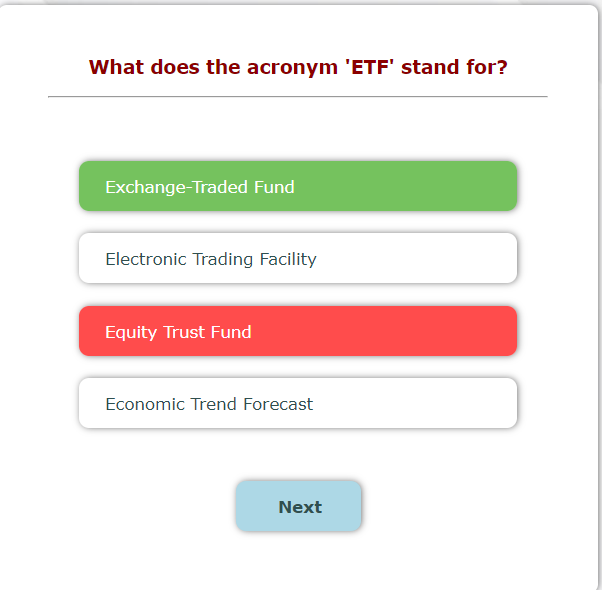 What does the acronym 'ETF' stand for?
Exchange-Traded Fund
Electronic Trading Facility
Equity Trust Fund
Economic Trend Forecast
Next